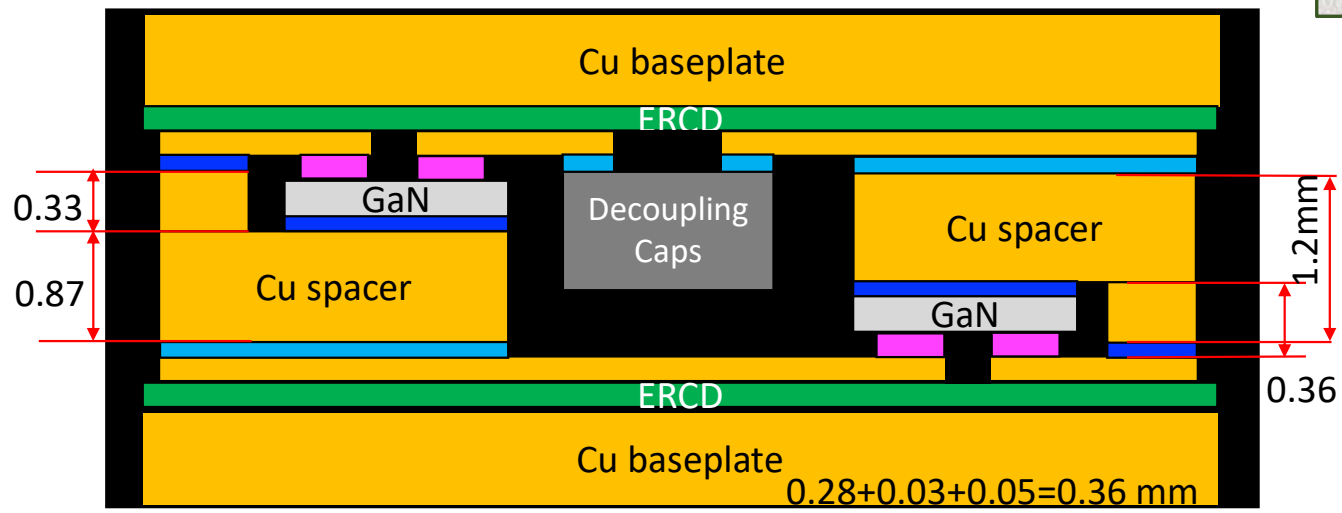 Cu baseplate
ERCD
0.33
GaN
Decoupling
Caps
Cu spacer
1.2mm
0.87
Cu spacer
GaN
0.36
ERCD
Cu baseplate
0.28+0.03+0.05=0.36 mm